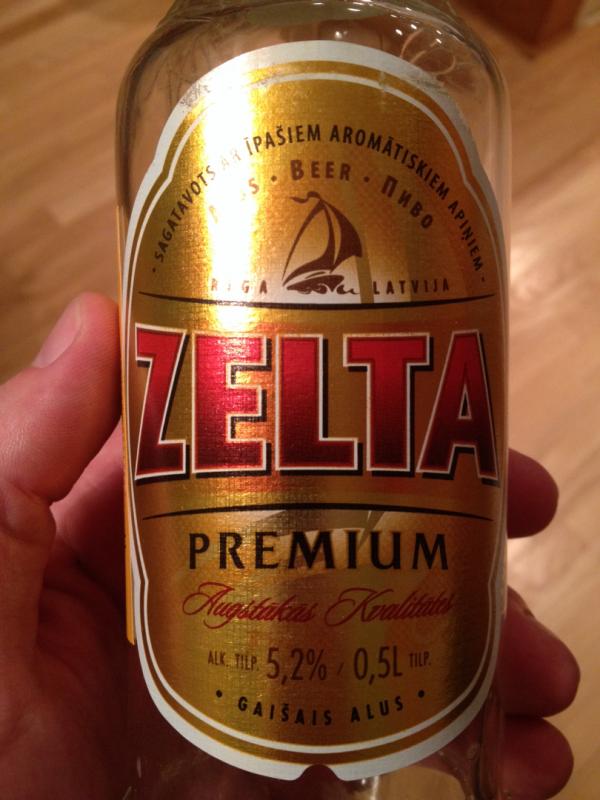 · SAGATAVOTS AR ĪPAŠIEM AROMĀTISKIEM APIŅIEM ·
· BEER · ПИВО
RĪGA LATVIJA
ZELTA
PREMIUM
Augstākās Kvalitātes
ALK. TILP. 5,2% / 0,5L TILP.
· GAIŠAIS ALUS ·